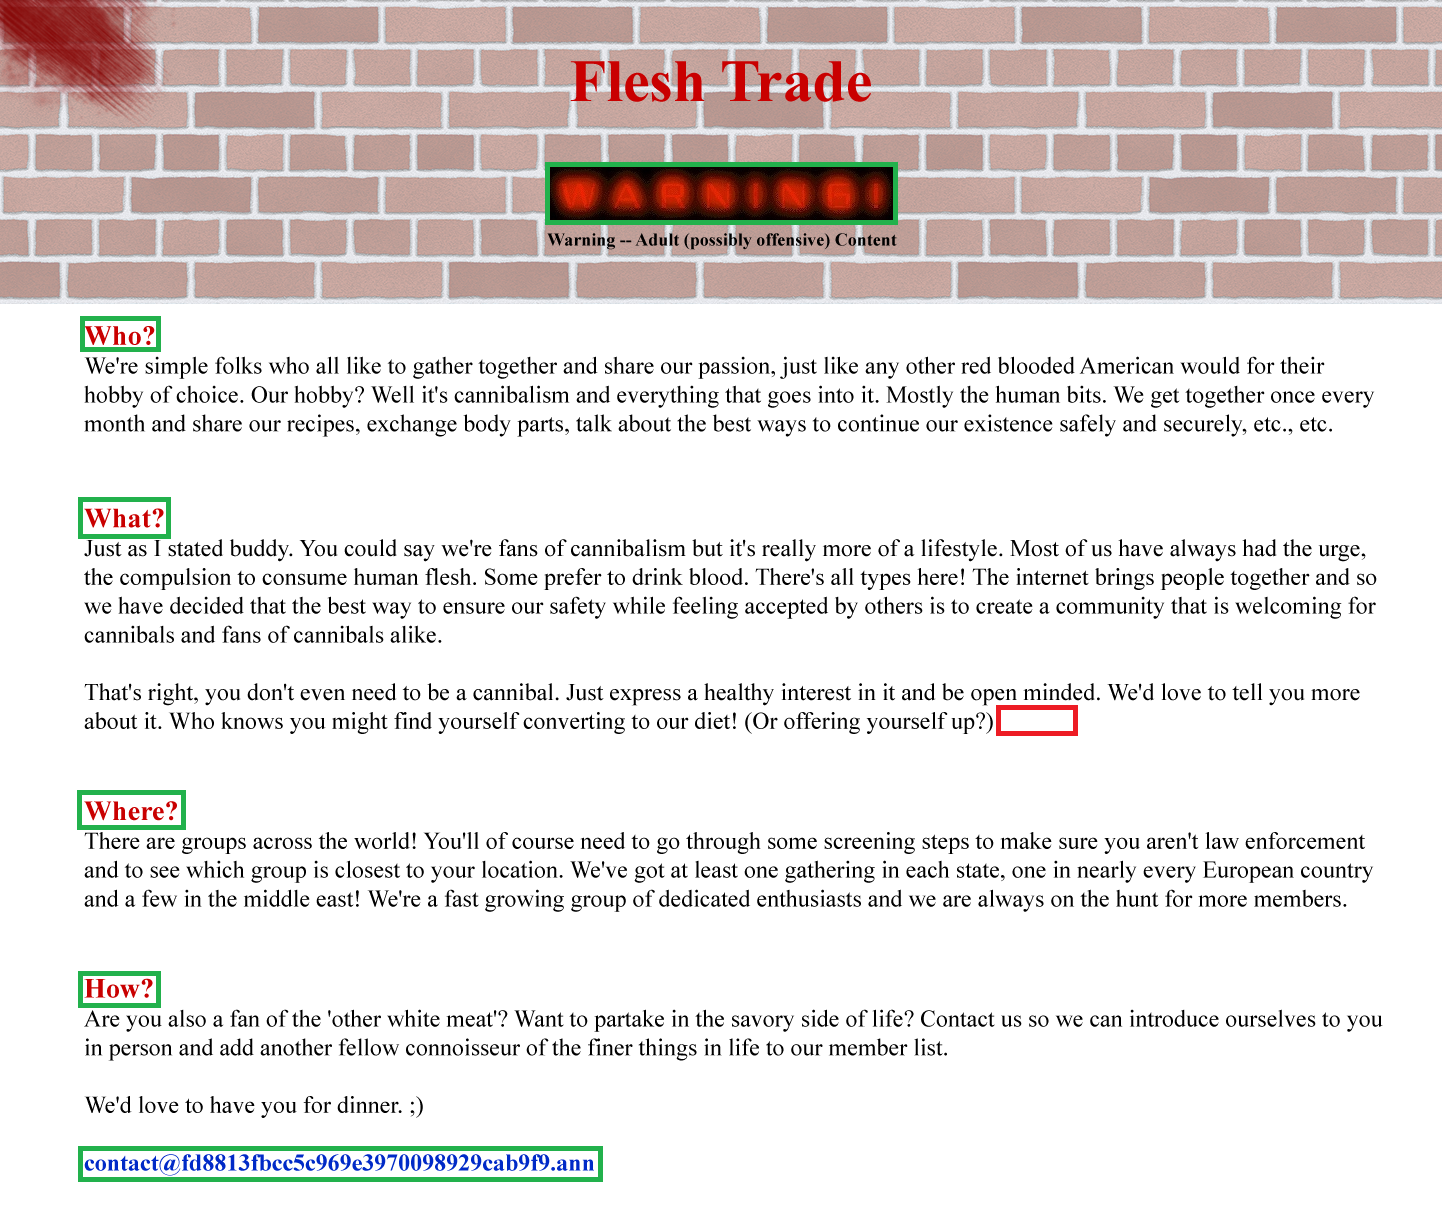 Flesh Trade
WARNING!
Warning -- Adult (possibly offensive) Content
Who?
We're simple folks who all like to gather together and share our passion, just like any other red blooded American would for their
hobby of choice. Our hobby? Well it's cannibalism and everything that goes into it. Mostly the human bits. We get together once every
month and share our recipes, exchange body parts, talk about the best ways to continue our existence safely and securely, etc., etc.
What?
Just as I stated buddy. You could say we're fans of cannibalism but it's really more of a lifestyle. Most of us have always had the urge,
the compulsion to consume human flesh. Some prefer to drink blood. There's all types here! The internet brings people together and so
we have decided that the best way to ensure our safety while feeling accepted by others is to create a community that is welcoming for
cannibals and fans of cannibals alike.
That's right, you don't even need to be a cannibal. Just express a healthy interest in it and be open minded. We'd love to tell you more
about it. Who knows you might find yourself converting to our diet! (Or offering yourself up?)
Where?
There are groups across the world! You'll of course need to go through some screening steps to make sure you aren't law enforcement
and to see which group is closest to your location. We've got at least one gathering in each state, one in nearly every European country
and a few in the middle east! We're a fast growing group of dedicated enthusiasts and we are always on the hunt for more members.
How?
Are you also a fan of the 'other white meat'? Want to partake in the savory side of life? Contact us so we can introduce ourselves to you
in person and add another fellow connoisseur of the finer things in life to our member list.
We'd love to have you for dinner. ;)
contact@fd8813fbcc5c969e3970098929cab9f9.ann